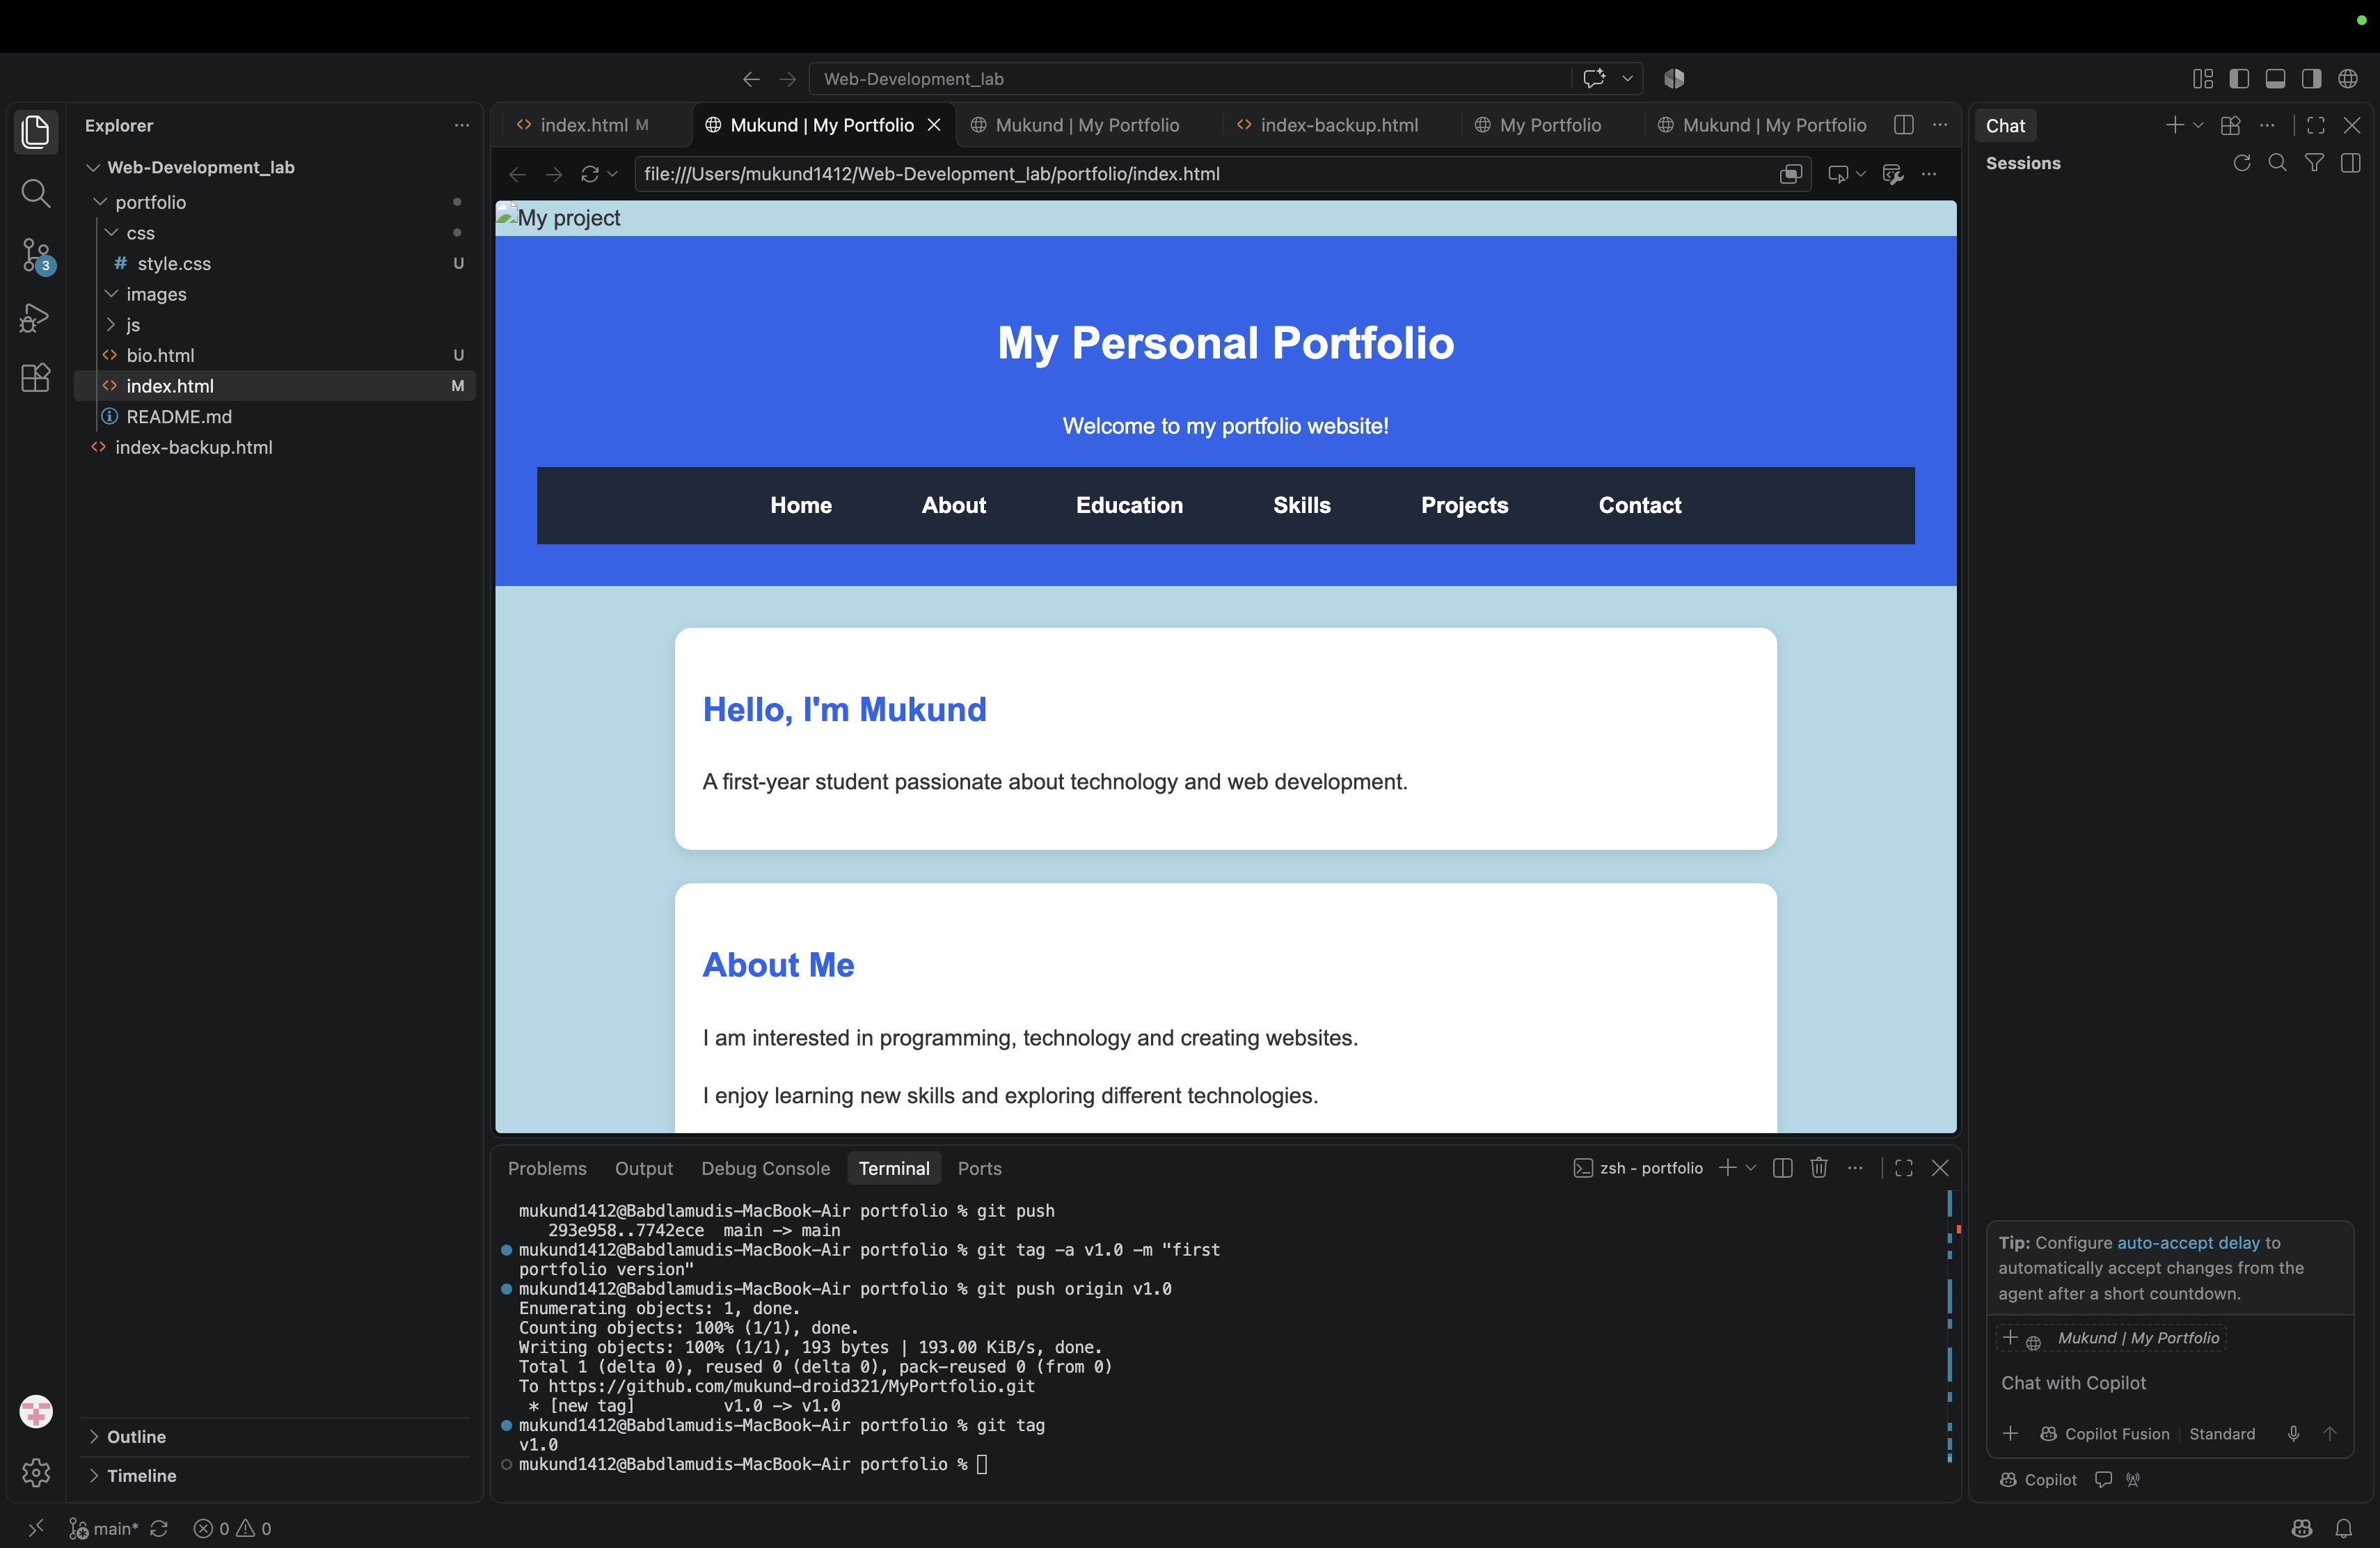 Web-Development_lab
Explorer
Web-Development_lab
portfolio
css
# style.css U
images
js
bio.html U
index.html M
README.md
index-backup.html
3
Outline
Timeline
index.html M
Mukund | My Portfolio
Mukund | My Portfolio
index-backup.html
My Portfolio
Mukund | My Portfolio
file:///Users/mukund1412/Web-Development_lab/portfolio/index.html
My project
My Personal Portfolio
Welcome to my portfolio website!
Home About Education Skills Projects Contact
Hello, I'm Mukund
A first-year student passionate about technology and web development.
About Me
I am interested in programming, technology and creating websites.
I enjoy learning new skills and exploring different technologies.
Problems Output Debug Console Terminal Ports
zsh - portfolio
mukund1412@Babdlamudis-MacBook-Air portfolio % git push
293e958..7742ece main -> main
mukund1412@Babdlamudis-MacBook-Air portfolio % git tag -a v1.0 -m "first
portfolio version"
mukund1412@Babdlamudis-MacBook-Air portfolio % git push origin v1.0
Enumerating objects: 1, done.
Counting objects: 100% (1/1), done.
Writing objects: 100% (1/1), 193 bytes | 193.00 KiB/s, done.
Total 1 (delta 0), reused 0 (delta 0), pack-reused 0 (from 0)
To https://github.com/mukund-droid321/MyPortfolio.git
* [new tag] v1.0 -> v1.0
mukund1412@Babdlamudis-MacBook-Air portfolio % git tag
v1.0
mukund1412@Babdlamudis-MacBook-Air portfolio %
Chat
Sessions
Tip: Configure auto-accept delay to
automatically accept changes from the
agent after a short countdown.
Mukund | My Portfolio
Chat with Copilot
Copilot Fusion Standard
Copilot
main* 0 0